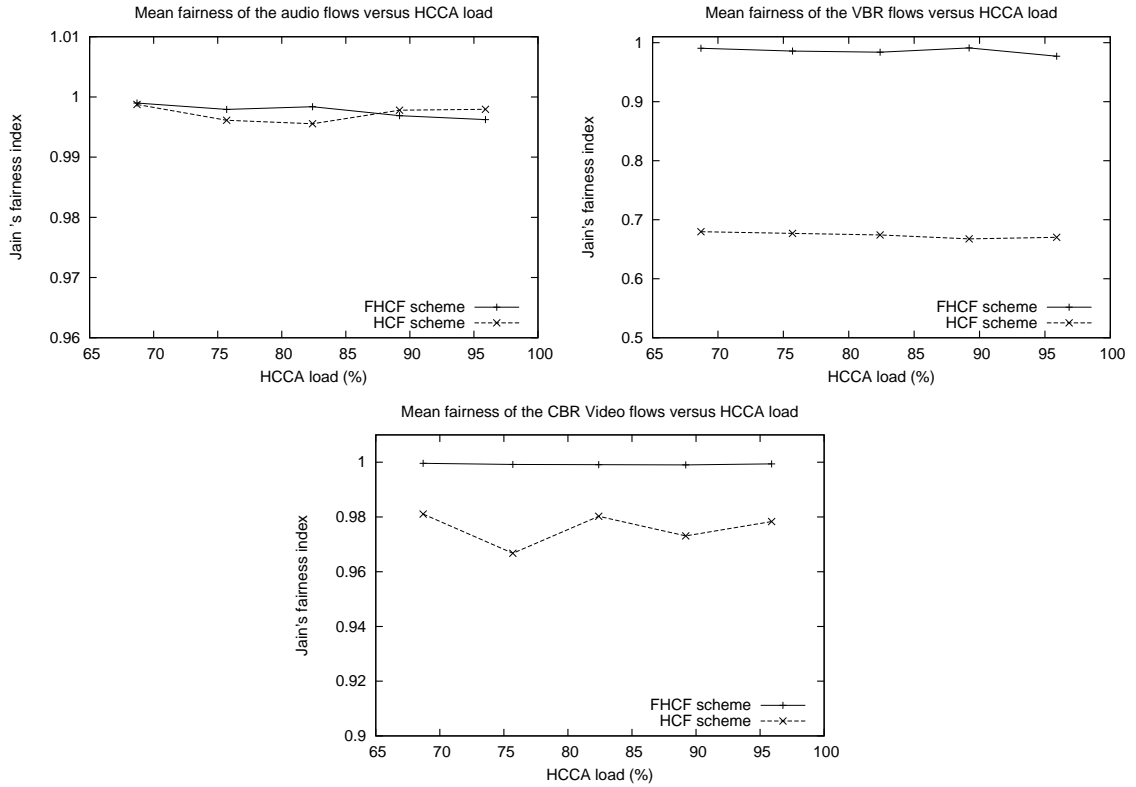 Mean fairness of the audio flows versus HCCA load
1.01
1
0.99
0.98
0.97
0.96
Jain 's fairness index
FHCF scheme
HCF scheme
65 70 75 80 85 90 95 100
HCCA load (%)
Mean fairness of the VBR flows versus HCCA load
1
0.9
0.8
0.7
0.6
0.5
Jain's fairness index
FHCF scheme
HCF scheme
65 70 75 80 85 90 95 100
HCCA load (%)
Mean fairness of the CBR Video flows versus HCCA load
1
0.98
0.96
0.94
0.92
0.9
Jain's fairness index
FHCF scheme
HCF scheme
65 70 75 80 85 90 95 100
HCCA load (%)